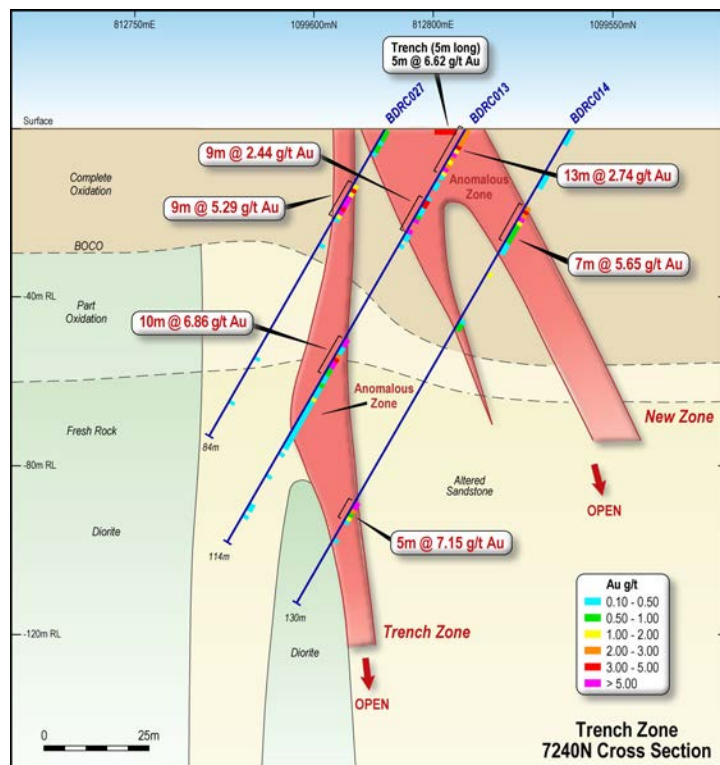 812750mE
1099600mN
812800mE
1099550mN
Trench (5m long)
5m @ 6.62 g/t Au
Surface
BDRC027
BDRC013
BDRC014
9m @ 2.44 g/t Au
13m @ 2.74 g/t Au
Complete
Oxidation
Anomalous
Zone
9m @ 5.29 g/t Au
BOCO
7m @ 5.65 g/t Au
-40m RL
Part
Oxidation
10m @ 6.86 g/t Au
Anomalous
Zone
New Zone
Fresh Rock
84m
-80m RL
Altered
Sandstone
OPEN
Diorite
5m @ 7.15 g/t Au
114m
130m
Au g/t
0.10 - 0.50
0.50 - 1.00
1.00 - 2.00
2.00 - 3.00
3.00 - 5.00
> 5.00
-120m RL
Trench Zone
Diorite
OPEN
0
25m
Trench Zone
7240N Cross Section